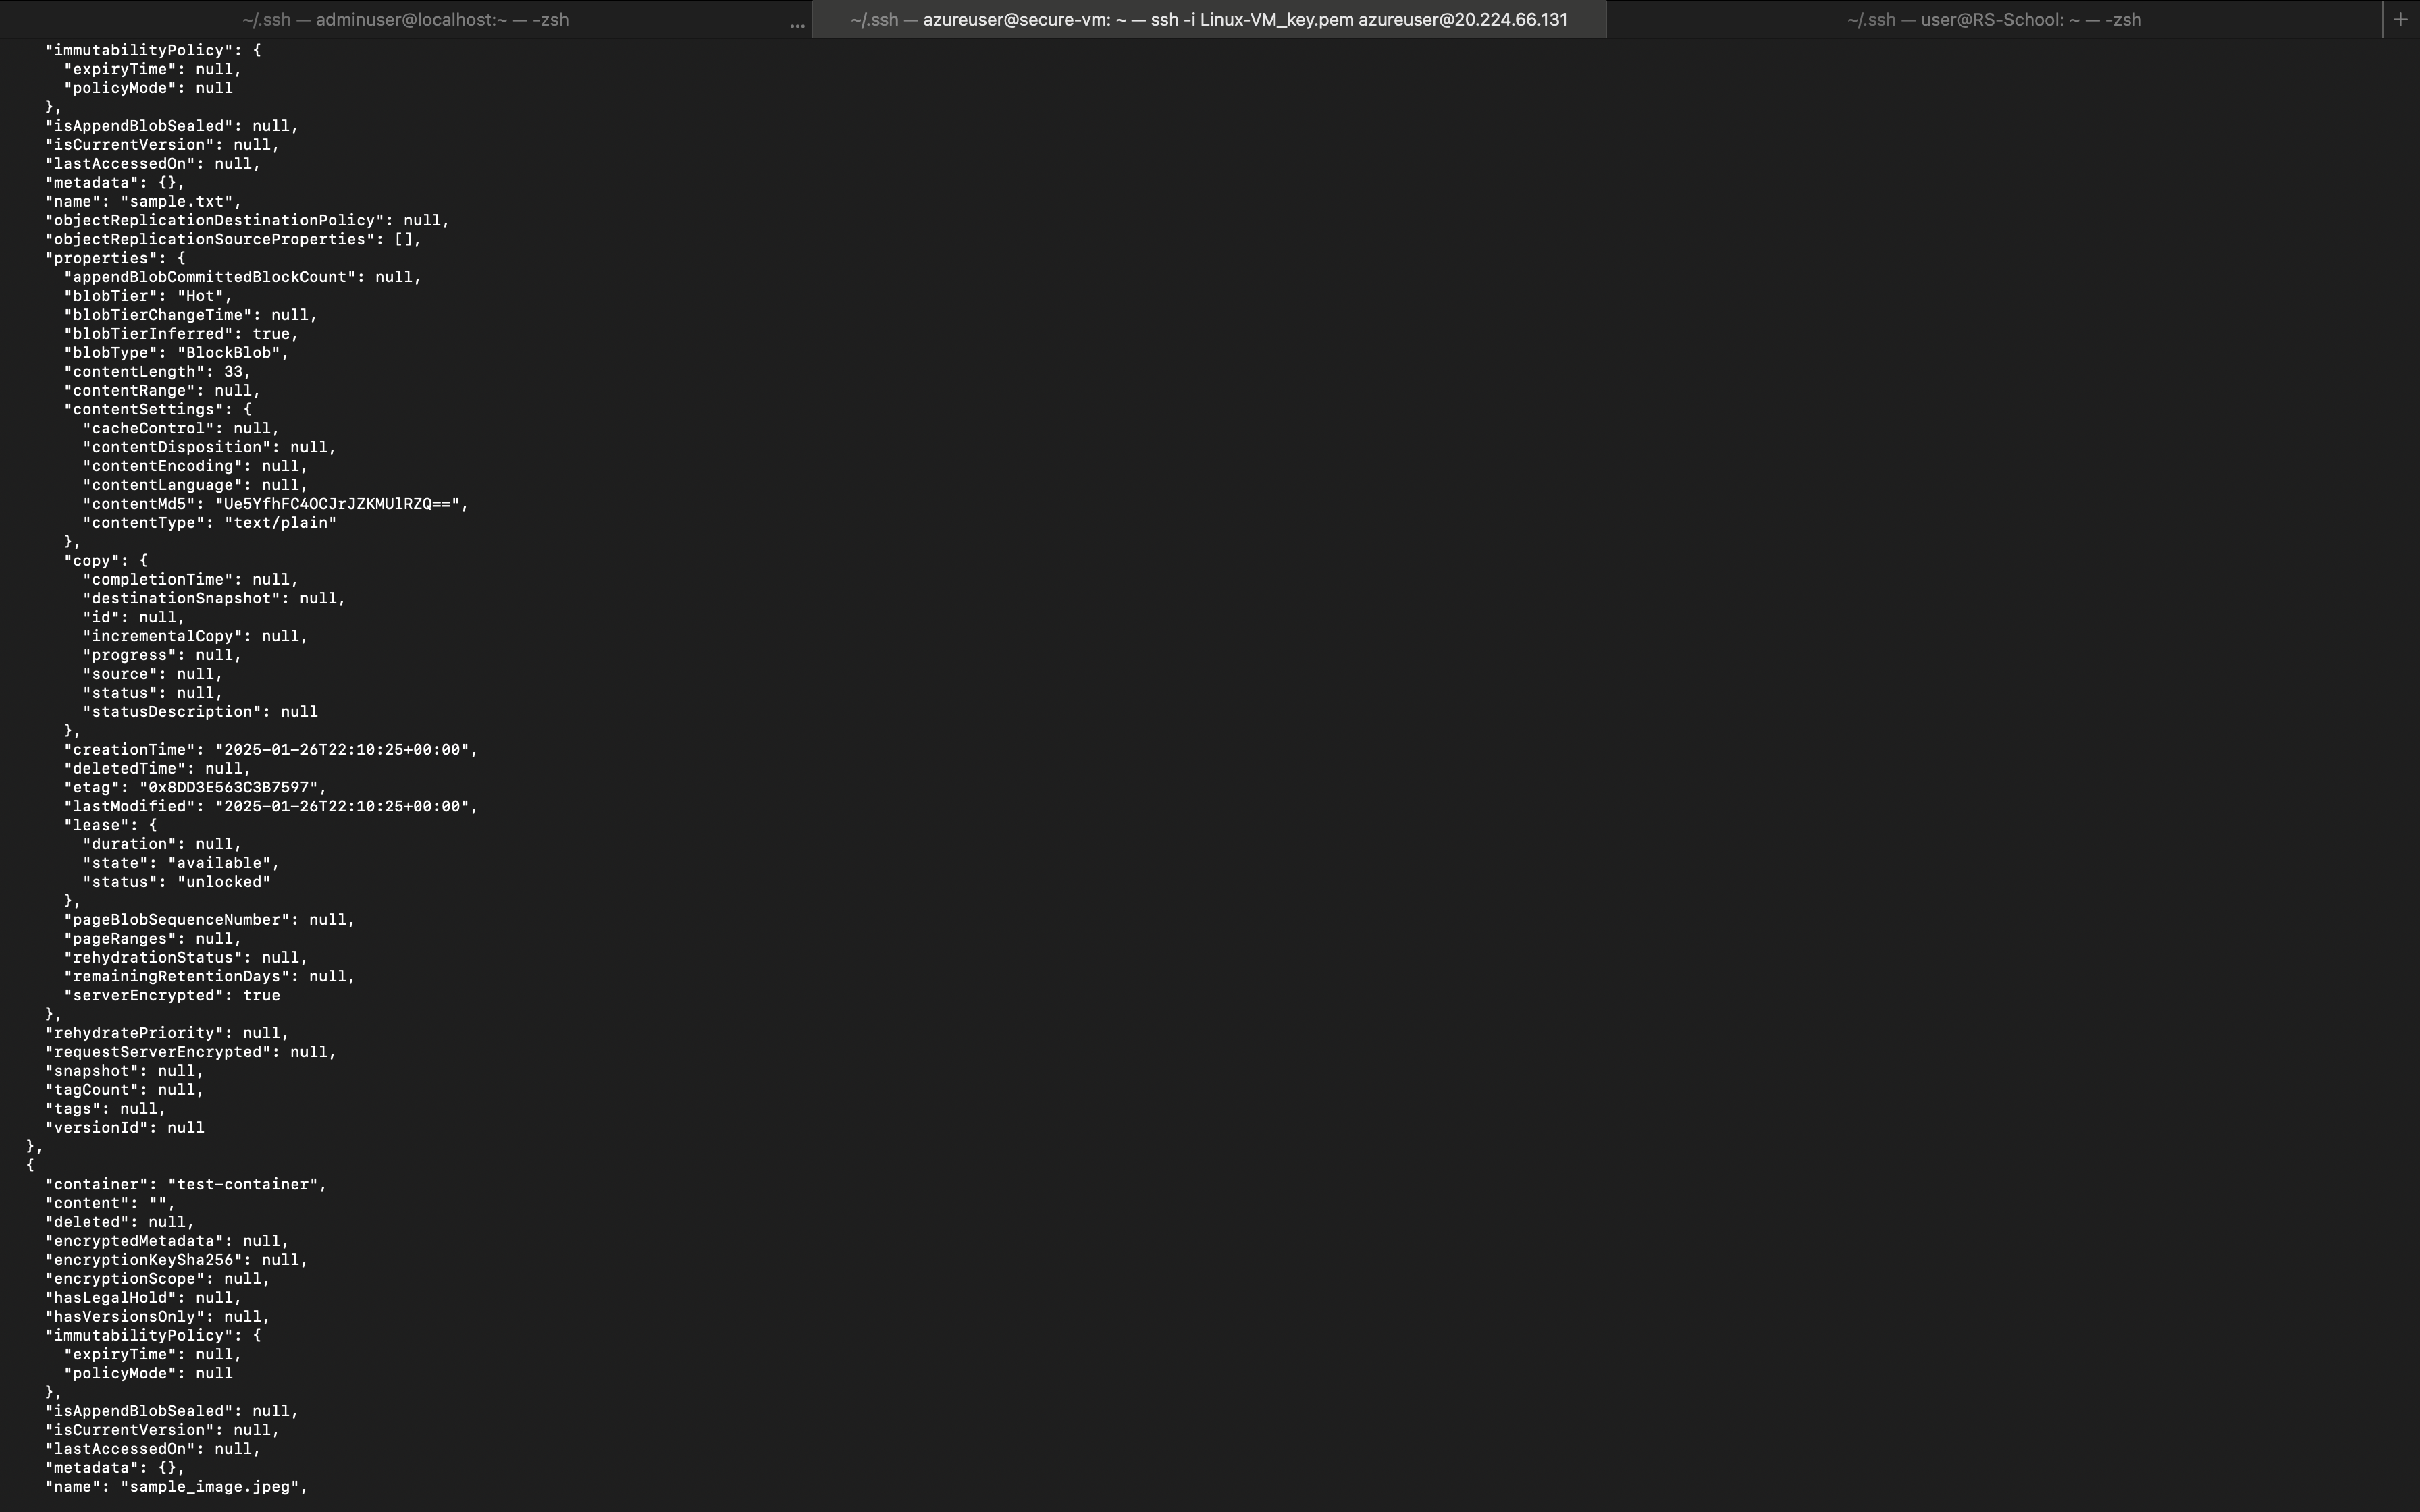 ~/.ssh — adminuser@localhost:~ — -zsh
...
~/.ssh — azureuser@secure-vm: ~ — ssh -i Linux-VM_key.pem azureuser@20.224.66.131
~/.ssh — user@RS-School: ~ — -zsh
+
"immutabilityPolicy": {
"expiryTime": null,
"policyMode": null
},
"isAppendBlobSealed": null,
"isCurrentVersion": null,
"lastAccessedOn": null,
"metadata": {},
"name": "sample.txt",
"objectReplicationDestinationPolicy": null,
"objectReplicationSourceProperties": [],
"properties": {
"appendBlobCommittedBlockCount": null,
"blobTier": "Hot",
"blobTierChangeTime": null,
"blobTierInferred": true,
"blobType": "BlockBlob",
"contentLength": 33,
"contentRange": null,
"contentSettings": {
"cacheControl": null,
"contentDisposition": null,
"contentEncoding": null,
"contentLanguage": null,
"contentMd5": "Ue5YfhFC4OCJrJZKMUlRZQ==",
"contentType": "text/plain"
},
"copy": {
"completionTime": null,
"destinationSnapshot": null,
"id": null,
"incrementalCopy": null,
"progress": null,
"source": null,
"status": null,
"statusDescription": null
},
"creationTime": "2025-01-26T22:10:25+00:00",
"deletedTime": null,
"etag": "0x8DD3E563C3B7597",
"lastModified": "2025-01-26T22:10:25+00:00",
"lease": {
"duration": null,
"state": "available",
"status": "unlocked"
},
"pageBlobSequenceNumber": null,
"pageRanges": null,
"rehydrationStatus": null,
"remainingRetentionDays": null,
"serverEncrypted": true
},
"rehydratePriority": null,
"requestServerEncrypted": null,
"snapshot": null,
"tagCount": null,
"tags": null,
"versionId": null
},
{
"container": "test-container",
"content": "",
"deleted": null,
"encryptedMetadata": null,
"encryptionKeySha256": null,
"encryptionScope": null,
"hasLegalHold": null,
"hasVersionsOnly": null,
"immutabilityPolicy": {
"expiryTime": null,
"policyMode": null
},
"isAppendBlobSealed": null,
"isCurrentVersion": null,
"lastAccessedOn": null,
"metadata": {},
"name": "sample_image.jpeg",